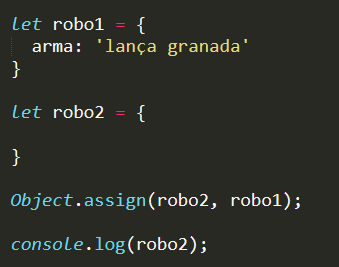 let robo1 = {
  arma: 'lança granada'
}
let robo2 = {
}
Object.assign(robo2, robo1);
console.log(robo2);